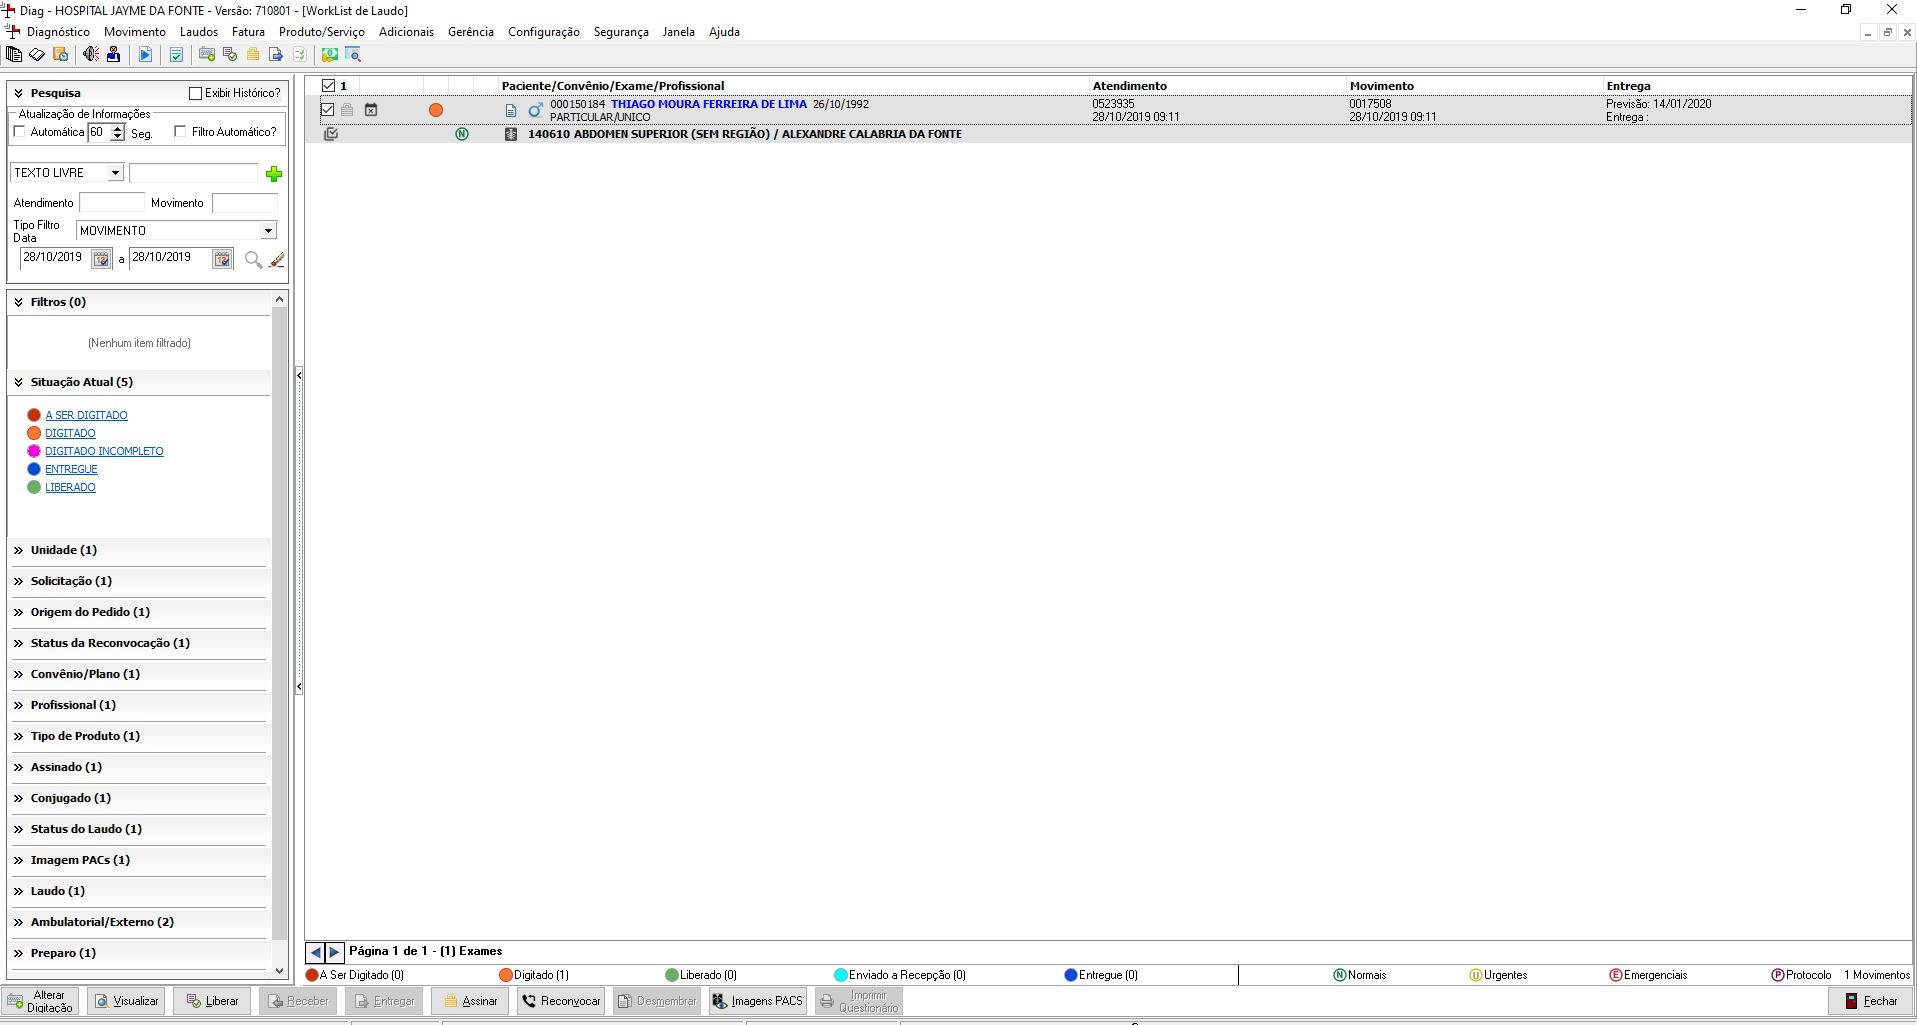 Diag - HOSPITAL JAYME DA FONTE - Versão: 710801 - [WorkList de Laudo]
Diagnóstico Movimento Laudos Fatura Produto/Serviço Adicionais Gerência Configuração Segurança Janela Ajuda
Pesquisa Exibir Histórico?
Atualização de Informações
Automática 60 Seg. Filtro Automático?
TEXTO LIVRE
Atendimento Movimento
Tipo Filtro
Data MOVIMENTO
28/10/2019 a 28/10/2019
Filtros (0)
(Nenhum item filtrado)
Situação Atual (5)
A SER DIGITADO
DIGITADO
DIGITADO INCOMPLETO
ENTREGUE
LIBERADO
Unidade (1)
Solicitação (1)
Origem do Pedido (1)
Status da Reconvocação (1)
Convênio/Plano (1)
Profissional (1)
Tipo de Produto (1)
Assinado (1)
Conjugado (1)
Status do Laudo (1)
Imagem PACs (1)
Laudo (1)
Ambulatorial/Externo (2)
Preparo (1)
1 Paciente/Convênio/Exame/Profissional Atendimento Movimento Entrega
000150184 THIAGO MOURA FERREIRA DE LIMA 26/10/1992 0523935 0017508 Previsão: 14/01/2020
PARTICULAR/UNICO 28/10/2019 09:11 28/10/2019 09:11 Entrega :
N 140610 ABDOMEN SUPERIOR (SEM REGIÃO) / ALEXANDRE CALABRIA DA FONTE
Página 1 de 1 - (1) Exames
A Ser Digitado (0) Digitado (1) Liberado (0) Enviado a Recepção (0) Entregue (0) N Normais U Urgentes E Emergenciais P Protocolo 1 Movimentos
Alterar Digitação Visualizar Liberar Receber Entregar Assinar Reconvocar Desmembrar Imagens PACS Imprimir Questionário Fechar